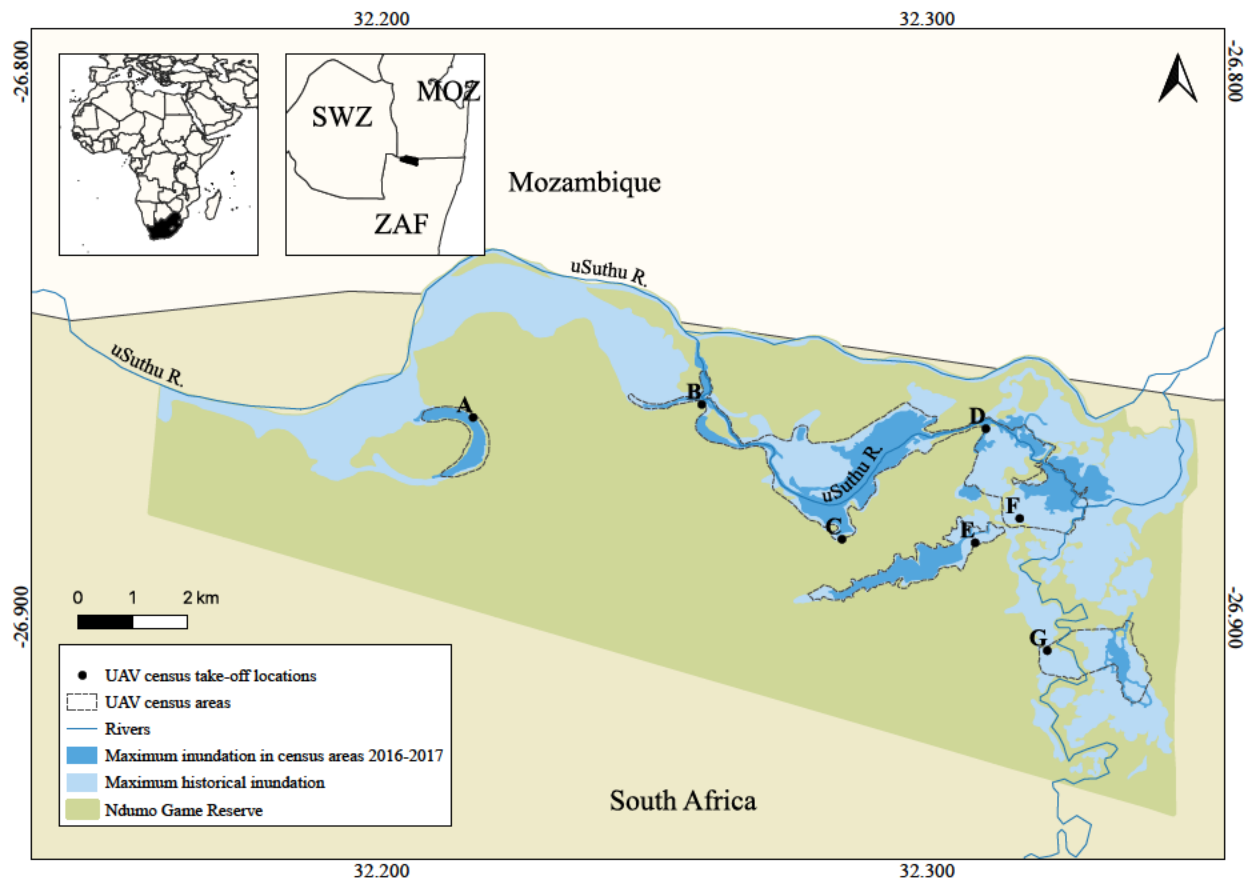 32.200
32.300
-26.800
-26.800
MOZ
SWZ
ZAF
Mozambique
uSuthu R.
uSuthu R.
A
B
D
uSuthu R.
C
F
E
G
0 1 2 km
-26.900
-26.900
UAV census take-off locations
UAV census areas
Rivers
Maximum inundation in census areas 2016-2017
Maximum historical inundation
Ndumo Game Reserve
South Africa
32.200
32.300